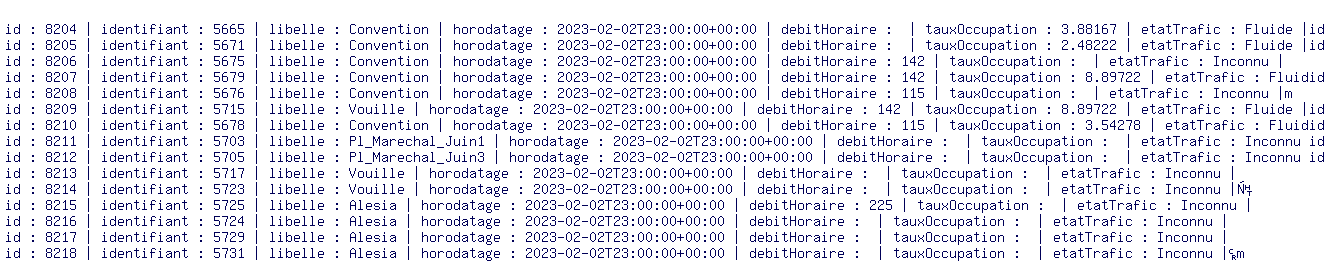 id : 8204 | identifiant : 5665 | libelle : Convention | horodatage : 2023-02-02T23:00:00+00:00 | debitHoraire :  | tauxOccupation : 3.88167 | etatTrafic : Fluide |id
id : 8205 | identifiant : 5671 | libelle : Convention | horodatage : 2023-02-02T23:00:00+00:00 | debitHoraire :  | tauxOccupation : 2.48222 | etatTrafic : Fluide |id
id : 8206 | identifiant : 5675 | libelle : Convention | horodatage : 2023-02-02T23:00:00+00:00 | debitHoraire : 142 | tauxOccupation :  | etatTrafic : Inconnu |
id : 8207 | identifiant : 5679 | libelle : Convention | horodatage : 2023-02-02T23:00:00+00:00 | debitHoraire : 142 | tauxOccupation : 8.89722 | etatTrafic : Fluidid
id : 8208 | identifiant : 5676 | libelle : Convention | horodatage : 2023-02-02T23:00:00+00:00 | debitHoraire : 115 | tauxOccupation :  | etatTrafic : Inconnu |m
id : 8209 | identifiant : 5715 | libelle : Vouille | horodatage : 2023-02-02T23:00:00+00:00 | debitHoraire : 142 | tauxOccupation : 8.89722 | etatTrafic : Fluide |id
id : 8210 | identifiant : 5678 | libelle : Convention | horodatage : 2023-02-02T23:00:00+00:00 | debitHoraire : 115 | tauxOccupation : 3.54278 | etatTrafic : Fluidid
id : 8211 | identifiant : 5703 | libelle : Pl_Marechal_Juin1 | horodatage : 2023-02-02T23:00:00+00:00 | debitHoraire :  | tauxOccupation :  | etatTrafic : Inconnu id
id : 8212 | identifiant : 5705 | libelle : Pl_Marechal_Juin3 | horodatage : 2023-02-02T23:00:00+00:00 | debitHoraire :  | tauxOccupation :  | etatTrafic : Inconnu id
id : 8213 | identifiant : 5717 | libelle : Vouille | horodatage : 2023-02-02T23:00:00+00:00 | debitHoraire :  | tauxOccupation :  | etatTrafic : Inconnu |
id : 8214 | identifiant : 5723 | libelle : Vouille | horodatage : 2023-02-02T23:00:00+00:00 | debitHoraire :  | tauxOccupation :  | etatTrafic : Inconnu |
id : 8215 | identifiant : 5725 | libelle : Alesia | horodatage : 2023-02-02T23:00:00+00:00 | debitHoraire : 225 | tauxOccupation :  | etatTrafic : Inconnu |
id : 8216 | identifiant : 5724 | libelle : Alesia | horodatage : 2023-02-02T23:00:00+00:00 | debitHoraire :  | tauxOccupation :  | etatTrafic : Inconnu |
id : 8217 | identifiant : 5729 | libelle : Alesia | horodatage : 2023-02-02T23:00:00+00:00 | debitHoraire :  | tauxOccupation :  | etatTrafic : Inconnu |
id : 8218 | identifiant : 5731 | libelle : Alesia | horodatage : 2023-02-02T23:00:00+00:00 | debitHoraire :  | tauxOccupation :  | etatTrafic : Inconnu |